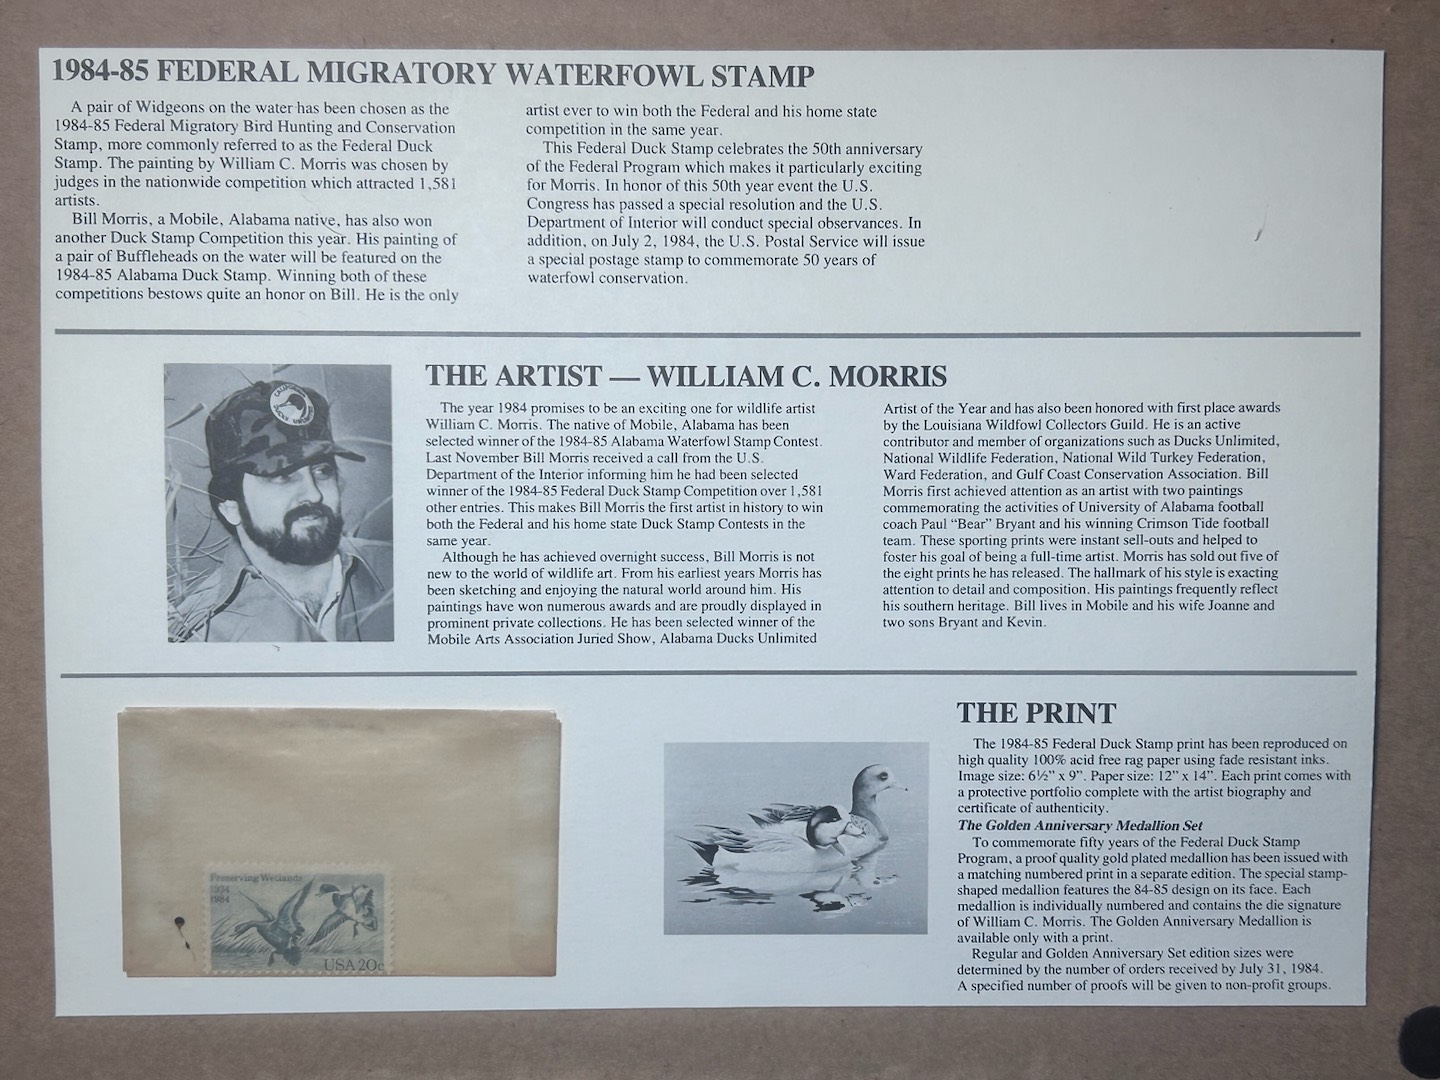 1984-85 FEDERAL MIGRATORY WATERFOWL STAMP
A pair of Widgeons on the water has been chosen as the
1984-85 Federal Migratory Bird Hunting and Conservation
Stamp, more commonly referred to as the Federal Duck
Stamp. The painting by William C. Morris was chosen by
judges in the nationwide competition which attracted 1,581
artists.
Bill Morris, a Mobile, Alabama native, has also won
another Duck Stamp Competition this year. His painting of
a pair of Buffleheads on the water will be featured on the
1984-85 Alabama Duck Stamp. Winning both of these
competitions bestows quite an honor on Bill. He is the only
artist ever to win both the Federal and his home state
competition in the same year.
This Federal Duck Stamp celebrates the 50th anniversary
of the Federal Program which makes it particularly exciting
for Morris. In honor of this 50th year event the U.S.
Congress has passed a special resolution and the U.S.
Department of Interior will conduct special observances. In
addition, on July 2, 1984, the U.S. Postal Service will issue
a special postage stamp to commemorate 50 years of
waterfowl conservation.
CALIFORNIA
DUCKS UNLIMITED
THE ARTIST — WILLIAM C. MORRIS
The year 1984 promises to be an exciting one for wildlife artist
William C. Morris. The native of Mobile, Alabama has been
selected winner of the 1984-85 Alabama Waterfowl Stamp Contest.
Last November Bill Morris received a call from the U.S.
Department of the Interior informing him he had been selected
winner of the 1984-85 Federal Duck Stamp Competition over 1,581
other entries. This makes Bill Morris the first artist in history to win
both the Federal and his home state Duck Stamp Contests in the
same year.
Although he has achieved overnight success, Bill Morris is not
new to the world of wildlife art. From his earliest years Morris has
been sketching and enjoying the natural world around him. His
paintings have won numerous awards and are proudly displayed in
prominent private collections. He has been selected winner of the
Mobile Arts Association Juried Show, Alabama Ducks Unlimited
Artist of the Year and has also been honored with first place awards
by the Louisiana Wildfowl Collectors Guild. He is an active
contributor and member of organizations such as Ducks Unlimited,
National Wildlife Federation, National Wild Turkey Federation,
Ward Federation, and Gulf Coast Conservation Association. Bill
Morris first achieved attention as an artist with two paintings
commemorating the activities of University of Alabama football
coach Paul “Bear” Bryant and his winning Crimson Tide football
team. These sporting prints were instant sell-outs and helped to
foster his goal of being a full-time artist. Morris has sold out five of
the eight prints he has released. The hallmark of his style is exacting
attention to detail and composition. His paintings frequently reflect
his southern heritage. Bill lives in Mobile and his wife Joanne and
two sons Bryant and Kevin.
Preserving Wetlands
1934
1984
USA 20c
THE PRINT
The 1984-85 Federal Duck Stamp print has been reproduced on
high quality 100% acid free rag paper using fade resistant inks.
Image size: 6½” x 9”. Paper size: 12” x 14”. Each print comes with
a protective portfolio complete with the artist biography and
certificate of authenticity.
The Golden Anniversary Medallion Set
To commemorate fifty years of the Federal Duck Stamp
Program, a proof quality gold plated medallion has been issued with
a matching numbered print in a separate edition. The special stamp-
shaped medallion features the 84-85 design on its face. Each
medallion is individually numbered and contains the die signature
of William C. Morris. The Golden Anniversary Medallion is
available only with a print.
Regular and Golden Anniversary Set edition sizes were
determined by the number of orders received by July 31, 1984.
A specified number of proofs will be given to non-profit groups.